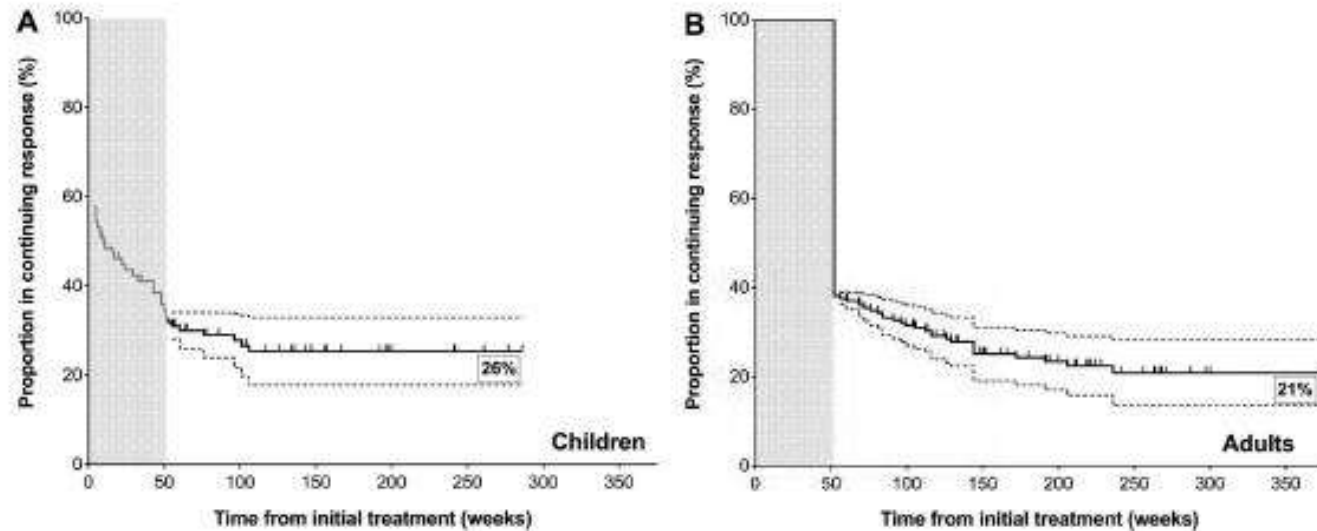 A
Proportion in continuing response (%)
100
80
60
40
20
0
0 50 100 150 200 250 300 350
26%
Children
Time from initial treatment (weeks)
B
Proportion in continuing response (%)
100
80
60
40
20
0
0 50 100 150 200 250 300 350
21%
Adults
Time from initial treatment (weeks)